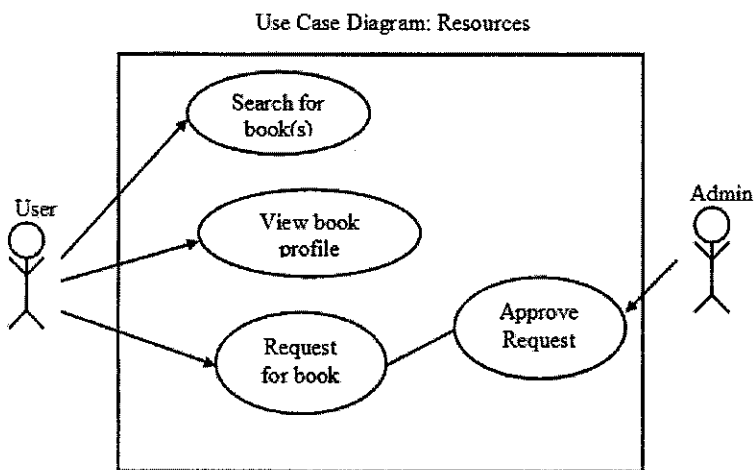 Use Case Diagram: Resources
Search for
book(s)
User
Admin
View book
profile
Approve
Request
Request
for book